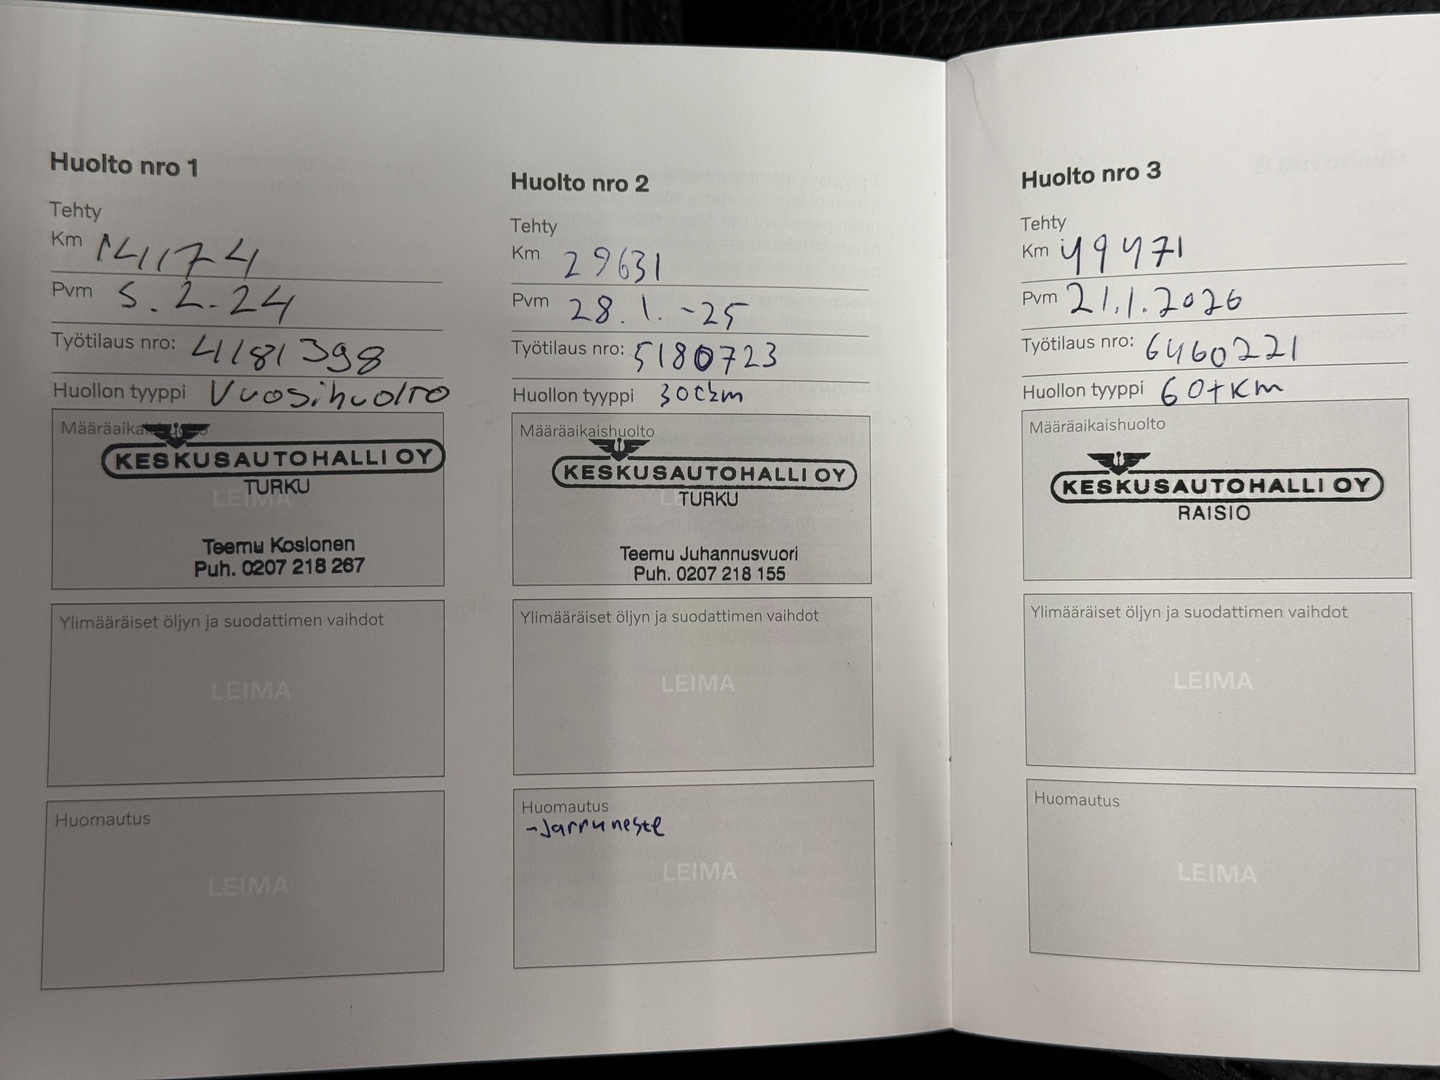 Huolto nro 1
Tehty
Km 14174
Pvm 5.2.24
Työtilaus nro: 4181398
Huollon tyyppi Vuosihuolto
Määräaikaishuolto
KESKUSAUTOHALLI OY
TURKU
LEIMA
Teemu Koslonen
Puh. 0207 218 267
Ylimääräiset öljyn ja suodattimen vaihdot
LEIMA
Huomautus
LEIMA
Huolto nro 2
Tehty
Km 29631
Pvm 28.1.-25
Työtilaus nro: 5180723
Huollon tyyppi
Määräaikaishuolto
KESKUSAUTOHALLI OY
TURKU
LEIMA
Teemu Juhannusvuori
Puh. 0207 218 155
Ylimääräiset öljyn ja suodattimen vaihdot
LEIMA
Huomautus
-Jarruneste
LEIMA
Huolto nro 3
Tehty
Km 49471
Pvm 21.1.2026
Työtilaus nro: 6460221
Huollon tyyppi 60tKm
Määräaikaishuolto
KESKUSAUTOHALLI OY
RAISIO
Ylimääräiset öljyn ja suodattimen vaihdot
LEIMA
Huomautus
LEIMA